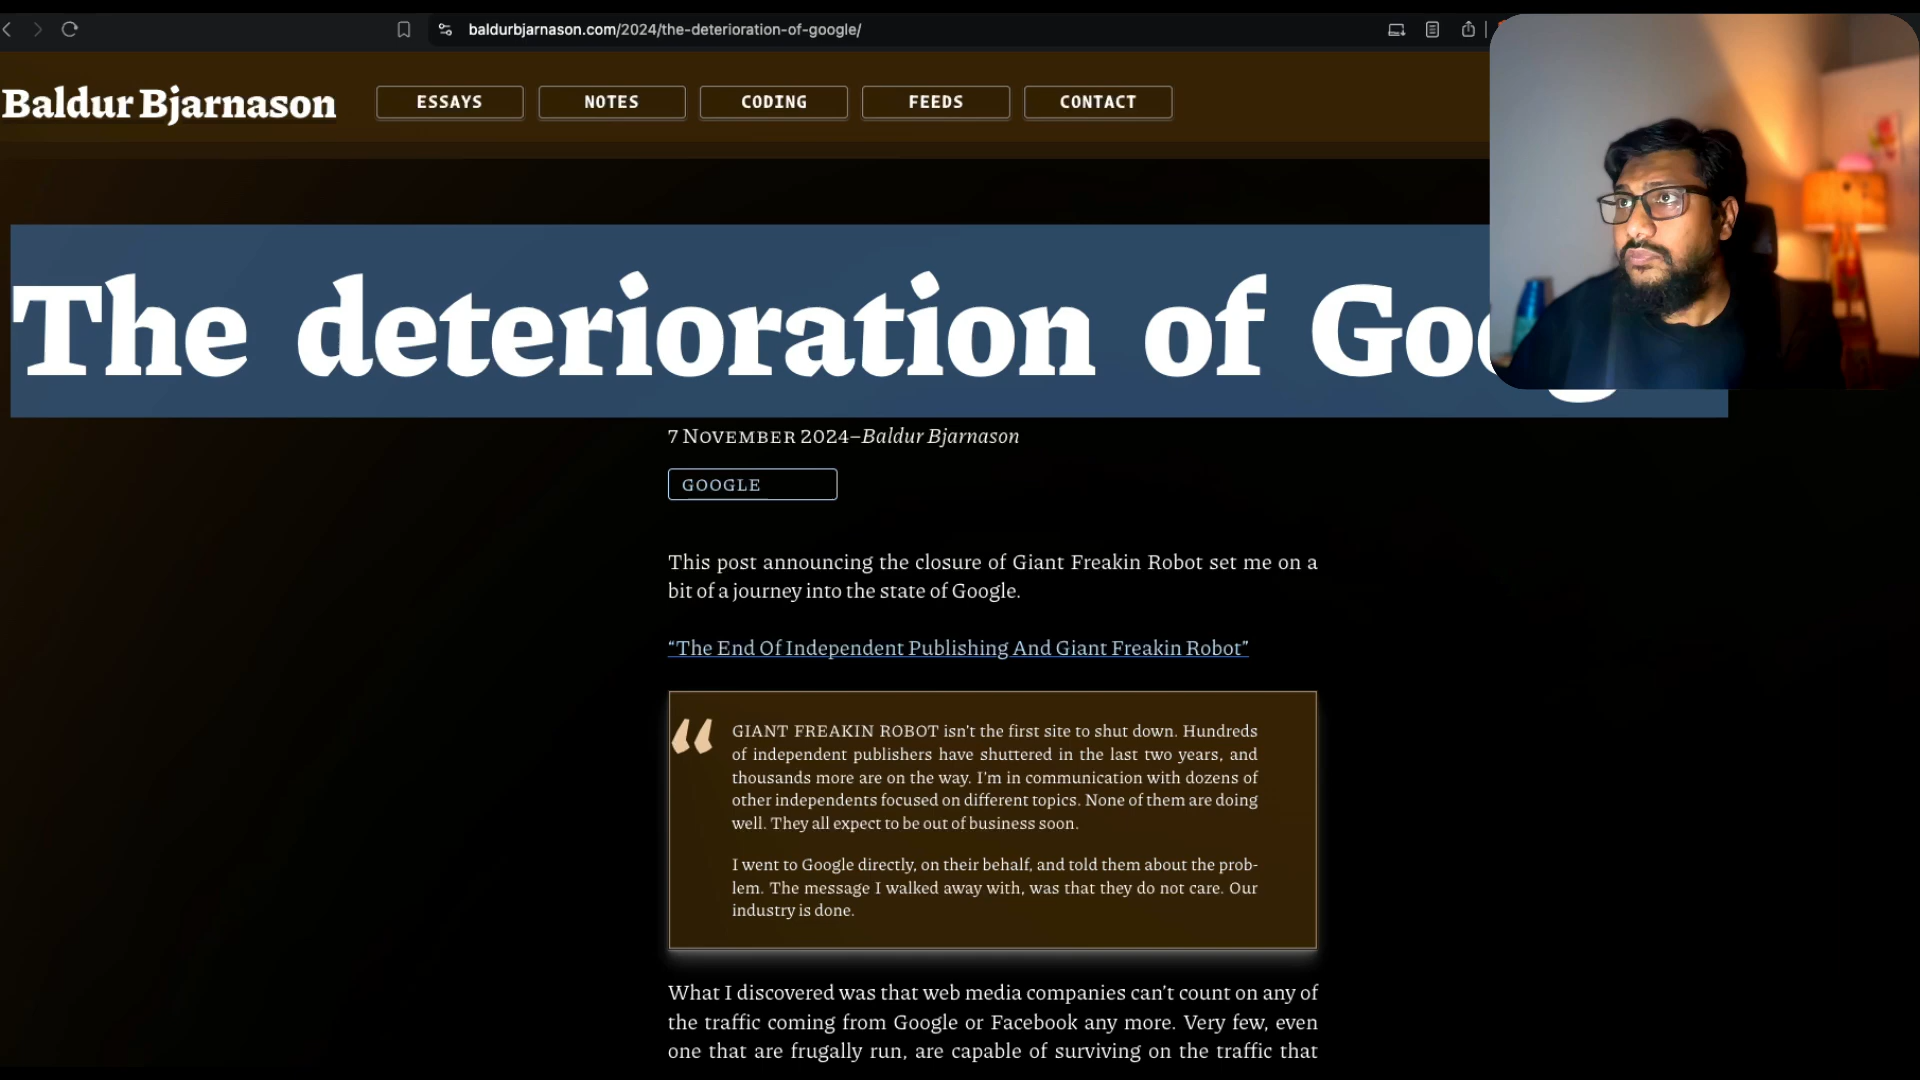 baldurbjarnason.com/2024/the-deterioration-of-google/
Baldur Bjarnason
ESSAYS
NOTES
CODING
FEEDS
CONTACT
The deterioration of
7 NOVEMBER 2024–Baldur Bjarnason
GOOGLE
This post announcing the closure of Giant Freakin Robot set me on a
bit of a journey into the state of Google.
“The End Of Independent Publishing And Giant Freakin Robot”
“
GIANT FREAKIN ROBOT isn't the first site to shut down. Hundreds
of independent publishers have shuttered in the last two years, and
thousands more are on the way. I'm in communication with dozens of
other independents focused on different topics. None of them are doing
well. They all expect to be out of business soon.
I went to Google directly, on their behalf, and told them about the prob-
lem. The message I walked away with, was that they do not care. Our
industry is done.
What I discovered was that web media companies can't count on any of
the traffic coming from Google or Facebook any more. Very few, even
one that are frugally run, are capable of surviving on the traffic that